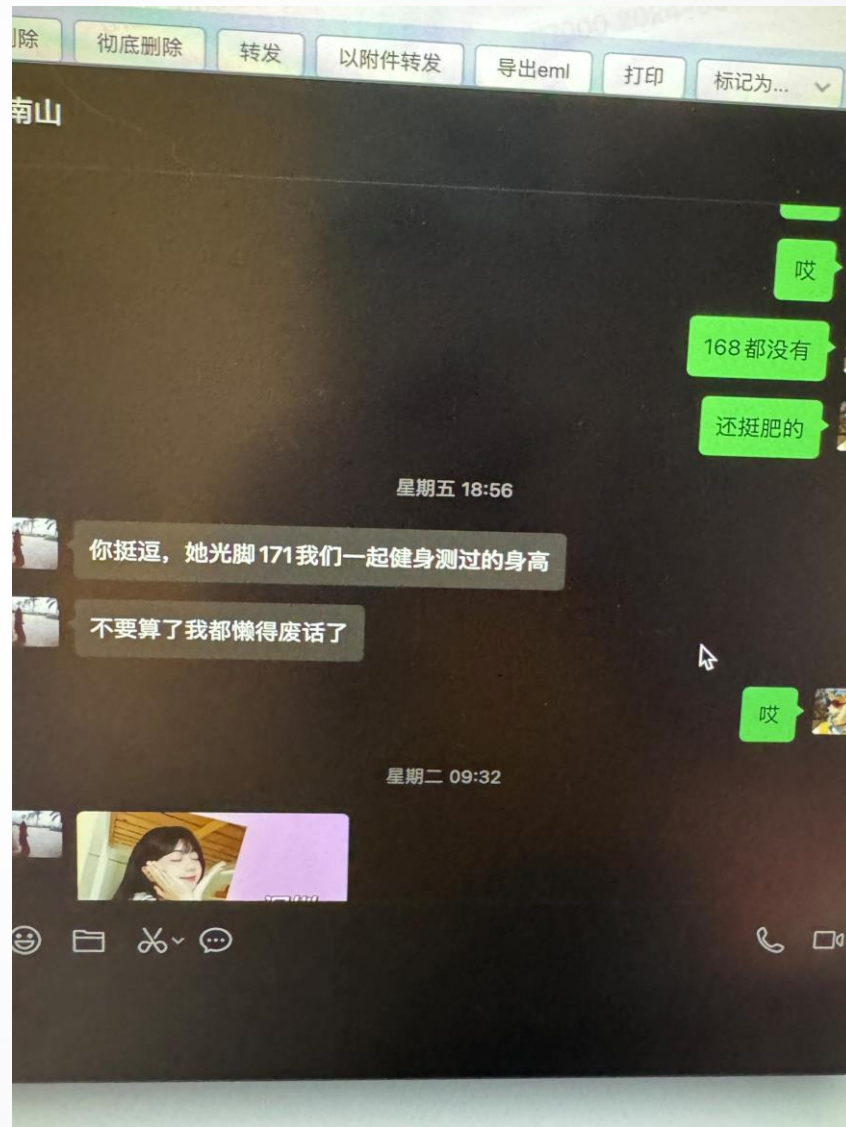 除
彻底删除
转发
以附件转发
导出eml
打印
标记为...
南山
哎
168都没有
还挺肥的
星期五 18:56
你挺逗，她光脚171我们一起健身测过的身高
不要算了我都懒得废话了
哎
星期二 09:32